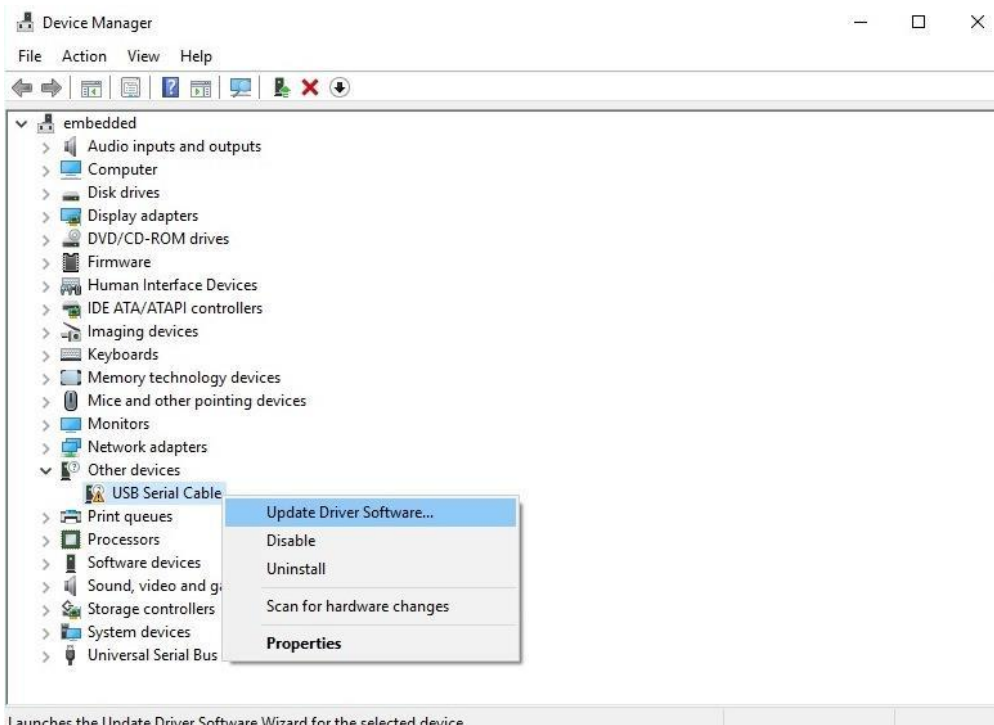 Device Manager
File Action View Help
embedded
Audio inputs and outputs
Computer
Disk drives
Display adapters
DVD/CD-ROM drives
Firmware
Human Interface Devices
IDE ATA/ATAPI controllers
Imaging devices
Keyboards
Memory technology devices
Mice and other pointing devices
Monitors
Network adapters
Other devices
USB Serial Cable
Print queues
Processors
Software devices
Sound, video and ga
Storage controllers
System devices
Universal Serial Bus
Update Driver Software...
Disable
Uninstall
Scan for hardware changes
Properties
Launches the Update Driver Software Wizard for the selected device.